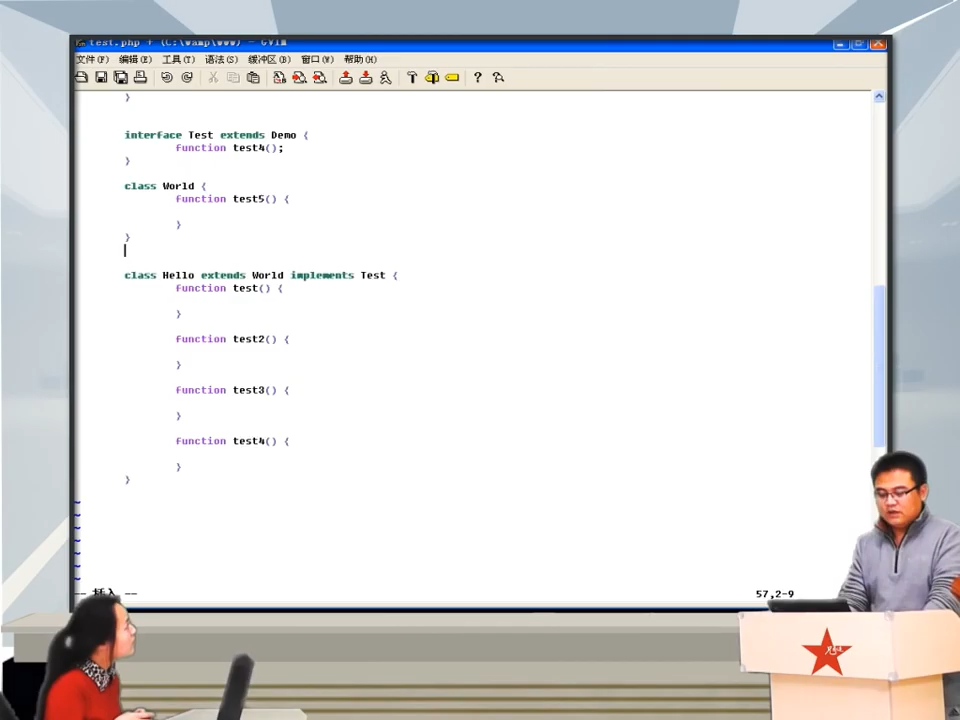 test.php + (C:\wamp\www) - GVIM
文件(F) 编辑(E) 工具(T) 语法(S) 缓冲区(B) 窗口(W) 帮助(H)
}
interface Test extends Demo {
function test4();
}
class World {
function test5() {
}
}
class Hello extends World implements Test {
function test() {
}
function test2() {
}
function test3() {
}
function test4() {
}
}
~
~
~
~
~
~
~
-- 插入 --
57,2-9